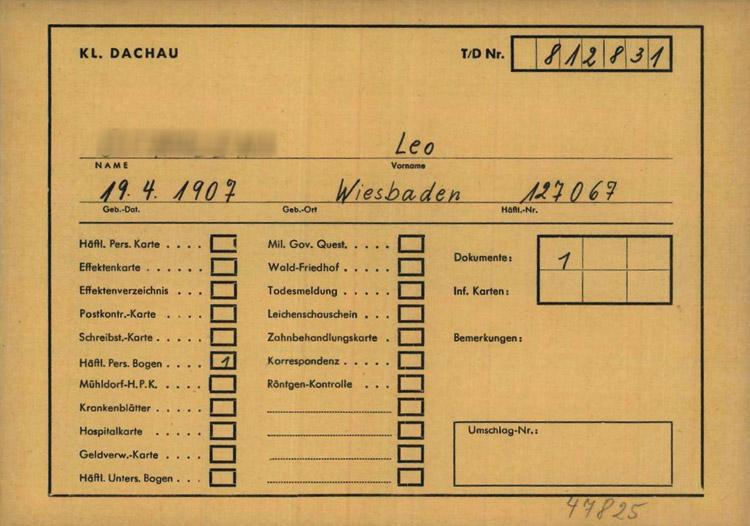 KL. DACHAU T/D Nr. 812831
Leo
NAME Vorname
19. 4. 1907 Wiesbaden 127067
Geb.-Dat. Geb.-Ort Häftl.-Nr.
Häftl. Pers. Karte . . . . Mil. Gov. Quest. . . . . .
Effektenkarte . . . . . . Wald-Friedhof . . . . . Dokumente: 1
Effektenverzeichnis . . . Todesmeldung . . . . . Inf. Karten:
Postkontr.-Karte . . . . Leichenschauschein . . .
Schreibst.-Karte . . . . . Zahnbehandlungskarte . Bemerkungen:
Häftl. Pers. Bogen . . . . 1 Korrespondenz . . . .
Mühldorf-H.P.K. . . . . . Röntgen-Kontrolle . . .
Krankenblätter . . . . .
Hospitalkarte . . . . . Umschlag-Nr.:
Geldverw.-Karte . . . .
Häftl. Unters. Bogen . . .
47825